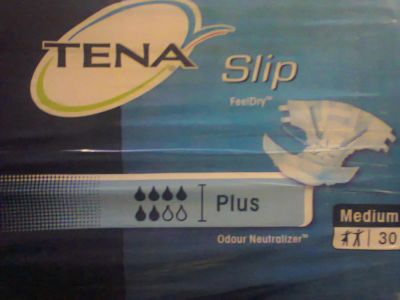 TENA
Slip
FeelDry™
Plus
Odour Neutralizer™
Medium
30